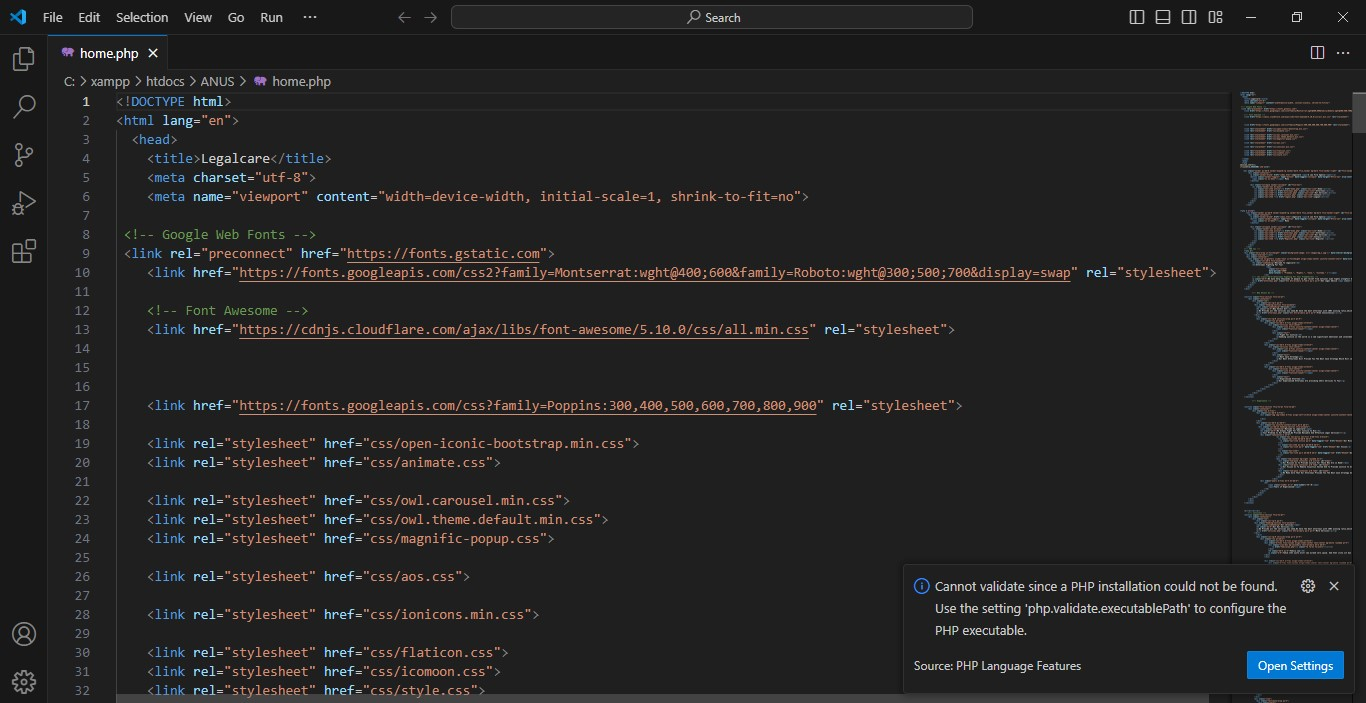 File Edit Selection View Go Run ··· Search
home.php
C: > xampp > htdocs > ANUS > home.php
1 <!DOCTYPE html>
2 <html lang="en">
3 <head>
4 <title>Legalcare</title>
5 <meta charset="utf-8">
6 <meta name="viewport" content="width=device-width, initial-scale=1, shrink-to-fit=no">
7
8 <!-- Google Web Fonts -->
9 <link rel="preconnect" href="https://fonts.gstatic.com">
10 <link href="https://fonts.googleapis.com/css2?family=Montserrat:wght@400;600&family=Roboto:wght@300;500;700&display=swap" rel="stylesheet">
11
12 <!-- Font Awesome -->
13 <link href="https://cdnjs.cloudflare.com/ajax/libs/font-awesome/5.10.0/css/all.min.css" rel="stylesheet">
14
15
16
17 <link href="https://fonts.googleapis.com/css?family=Poppins:300,400,500,600,700,800,900" rel="stylesheet">
18
19 <link rel="stylesheet" href="css/open-iconic-bootstrap.min.css">
20 <link rel="stylesheet" href="css/animate.css">
21
22 <link rel="stylesheet" href="css/owl.carousel.min.css">
23 <link rel="stylesheet" href="css/owl.theme.default.min.css">
24 <link rel="stylesheet" href="css/magnific-popup.css">
25
26 <link rel="stylesheet" href="css/aos.css">
27
28 <link rel="stylesheet" href="css/ionicons.min.css">
29
30 <link rel="stylesheet" href="css/flaticon.css">
31 <link rel="stylesheet" href="css/icomoon.css">
32 <link rel="stylesheet" href="css/style.css">
Cannot validate since a PHP installation could not be found.
Use the setting 'php.validate.executablePath' to configure the
PHP executable.
Source: PHP Language Features
Open Settings